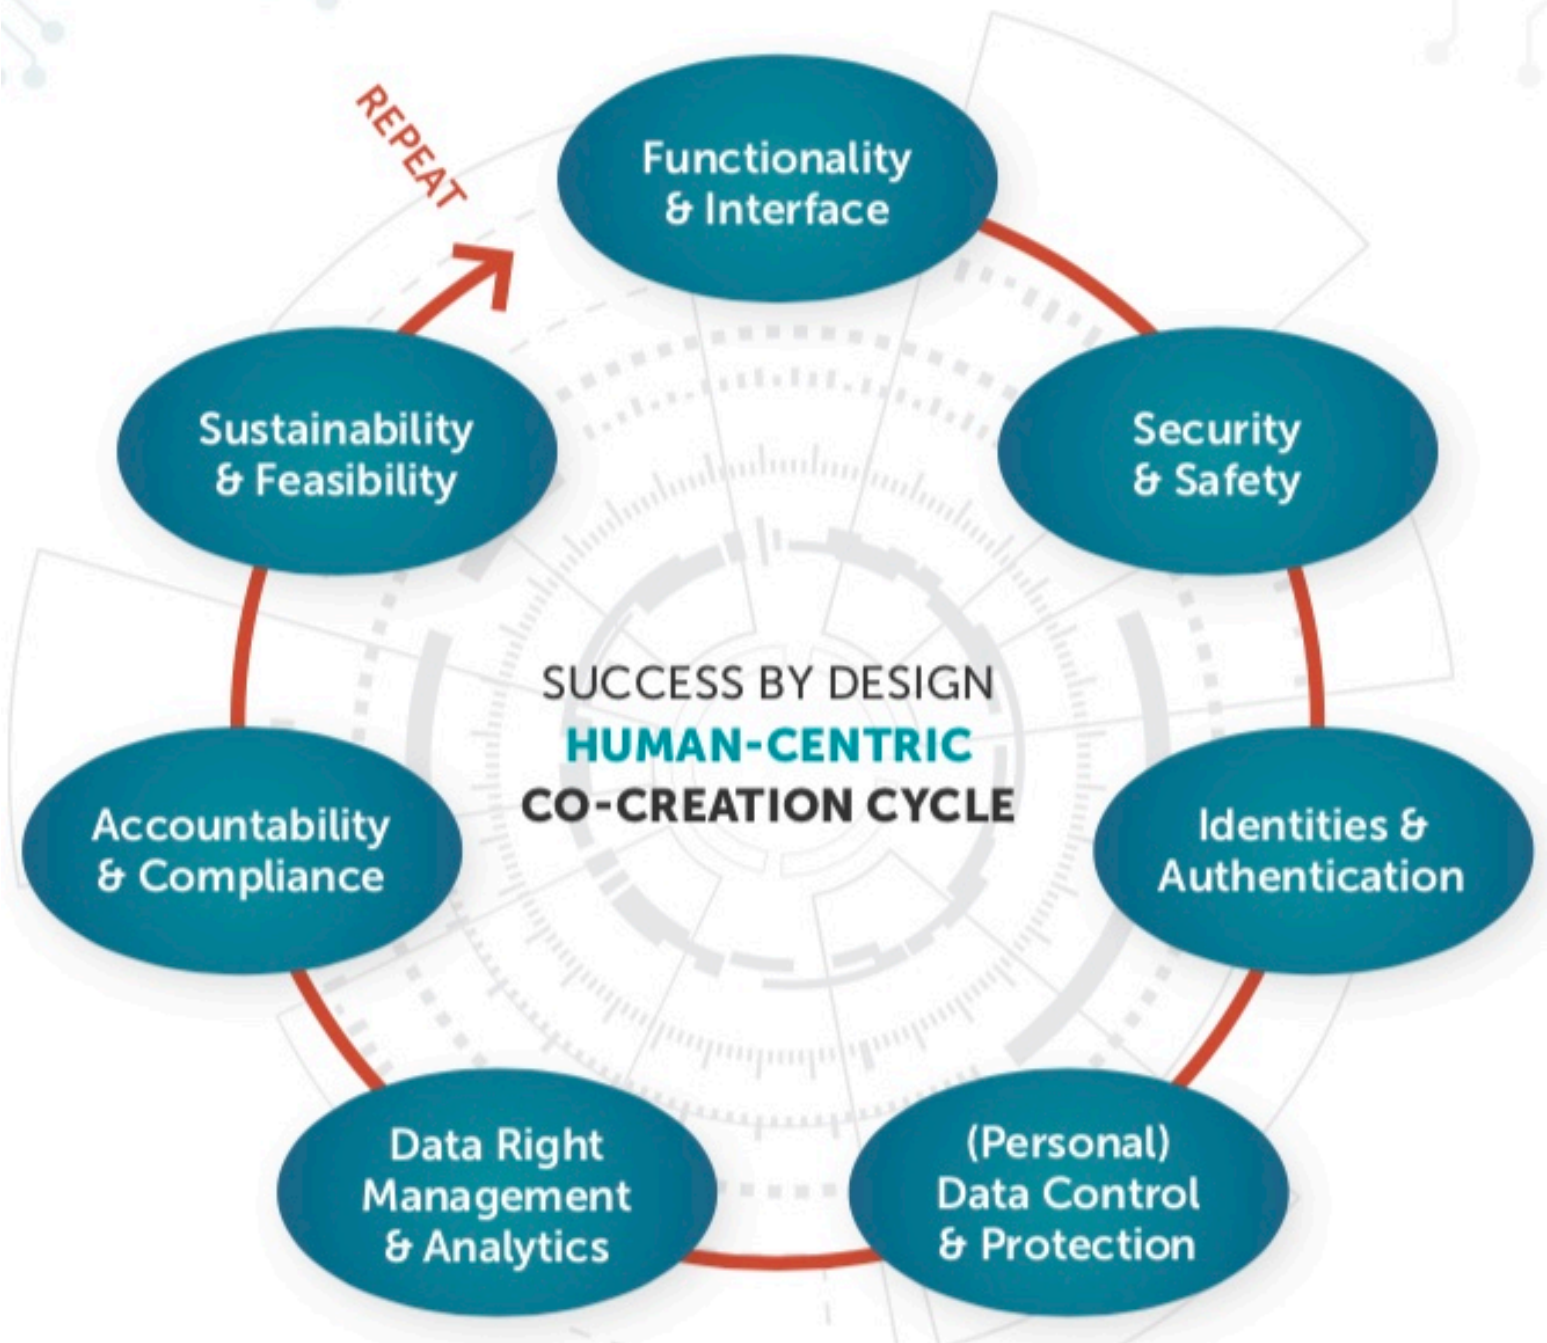 REPEAT
Functionality
& Interface
Security
& Safety
Identities &
Authentication
(Personal)
Data Control
& Protection
Data Right
Management
& Analytics
Accountability
& Compliance
Sustainability
& Feasibility
SUCCESS BY DESIGN
HUMAN-CENTRIC
CO-CREATION CYCLE